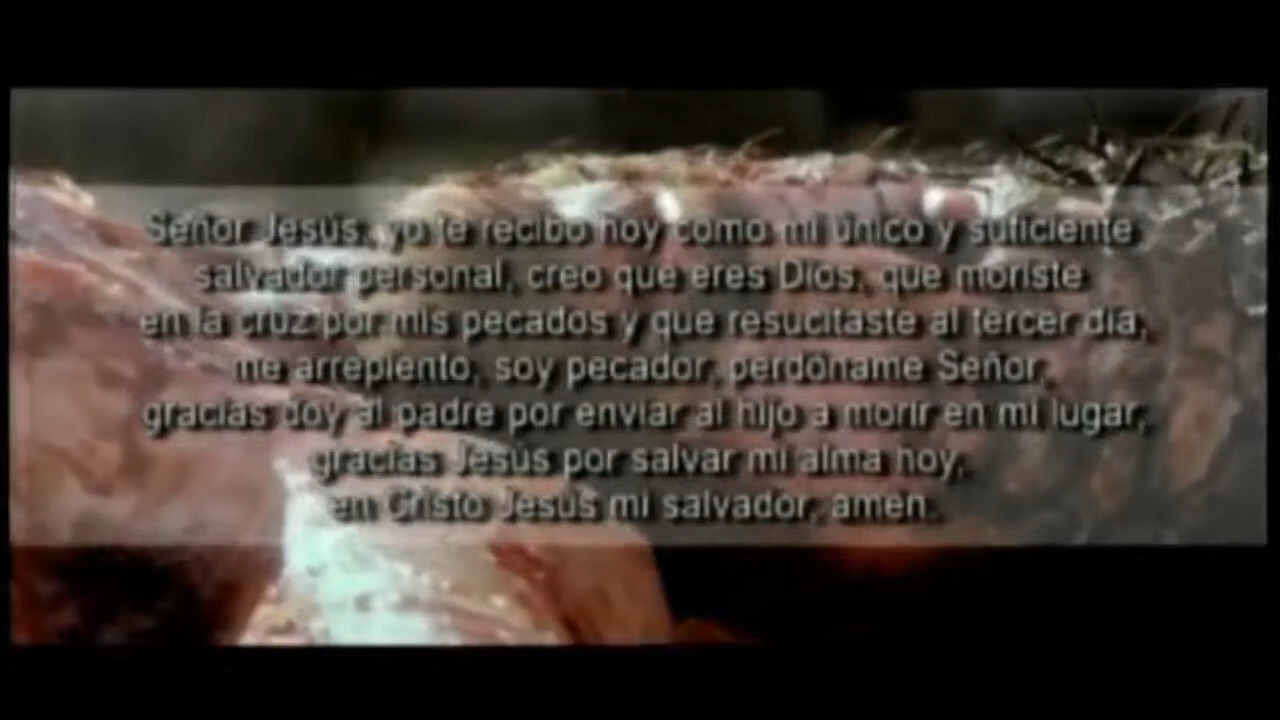 Señor Jesús, yo te recibo hoy como mi único y suficiente
salvador personal, creo que eres Dios, que moriste
en la cruz por mis pecados y que resucitaste al tercer día,
me arrepiento, soy pecador, perdóname Señor,
gracias doy al padre por enviar al hijo a morir en mi lugar,
gracias Jesús por salvar mi alma hoy,
en Cristo Jesús mi salvador, amen.